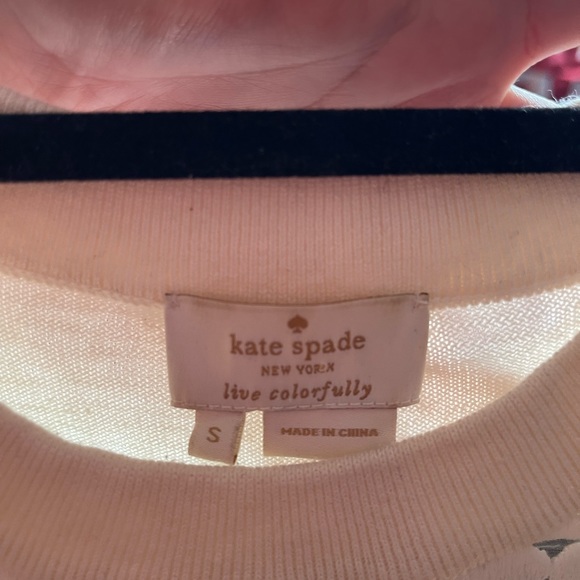 kate spade
NEW YORK
live colorfully
S
MADE IN CHINA